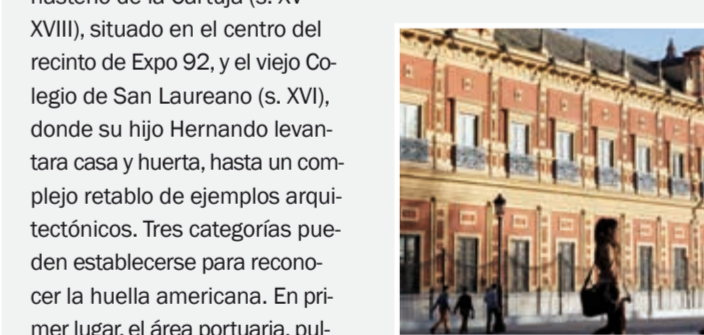 nasterio de la Cartuja (s. XV-
XVIII), situado en el centro del
recinto de Expo 92, y el viejo Co-
legio de San Laureano (s. XVI),
donde su hijo Hernando levan-
tara casa y huerta, hasta un com-
plejo retablo de ejemplos arqui-
tectónicos. Tres categorías pue-
den establecerse para recono-
cer la huella americana. En pri-
mer lugar, el área portuaria, pul-